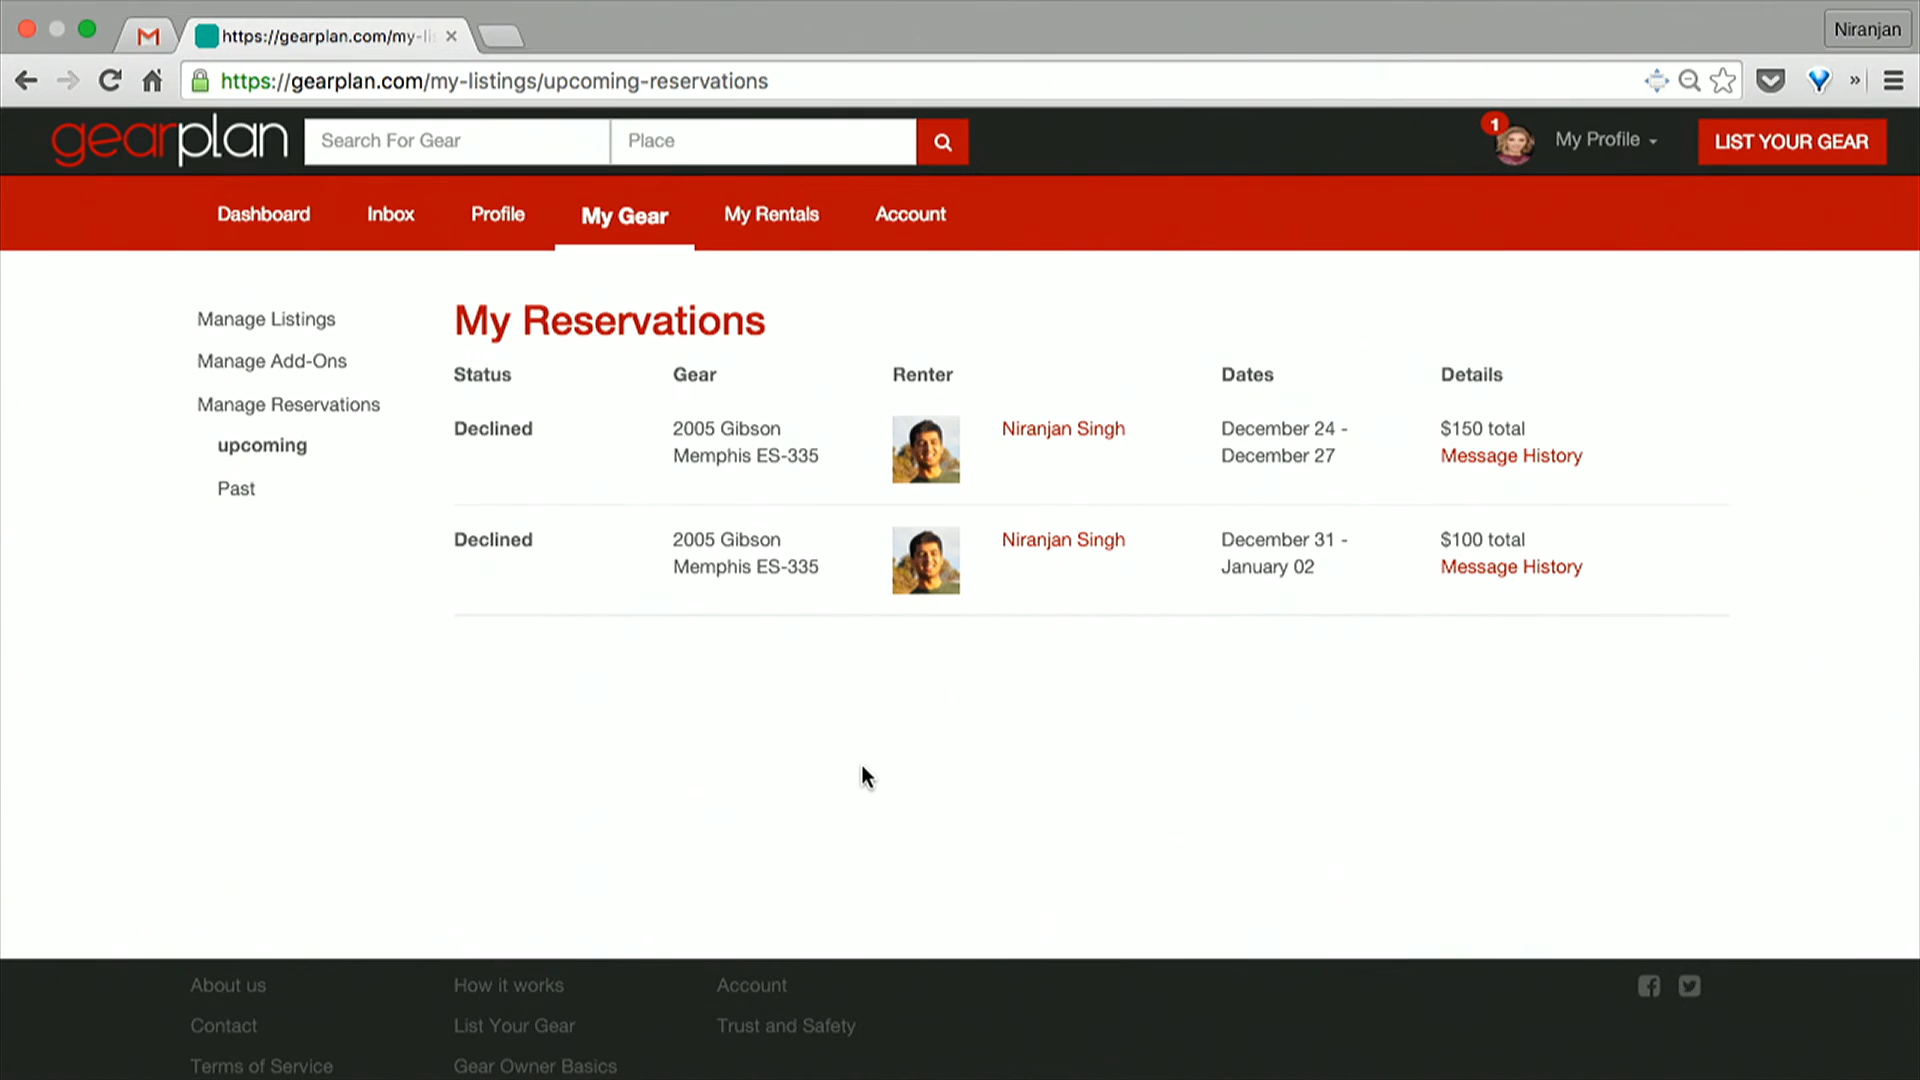 https://gearplan.com/my-li
Niranjan
https://gearplan.com/my-listings/upcoming-reservations
gearplan
Search For Gear
Place
1
My Profile
LIST YOUR GEAR
Dashboard
Inbox
Profile
My Gear
My Rentals
Account
Manage Listings
Manage Add-Ons
Manage Reservations
upcoming
Past
My Reservations
Status Gear Renter Dates Details
Declined
2005 Gibson
Memphis ES-335
Niranjan Singh
December 24 -
December 27
$150 total
Message History
Declined
2005 Gibson
Memphis ES-335
Niranjan Singh
December 31 -
January 02
$100 total
Message History
About us
Contact
Terms of Service
How it works
List Your Gear
Gear Owner Basics
Account
Trust and Safety